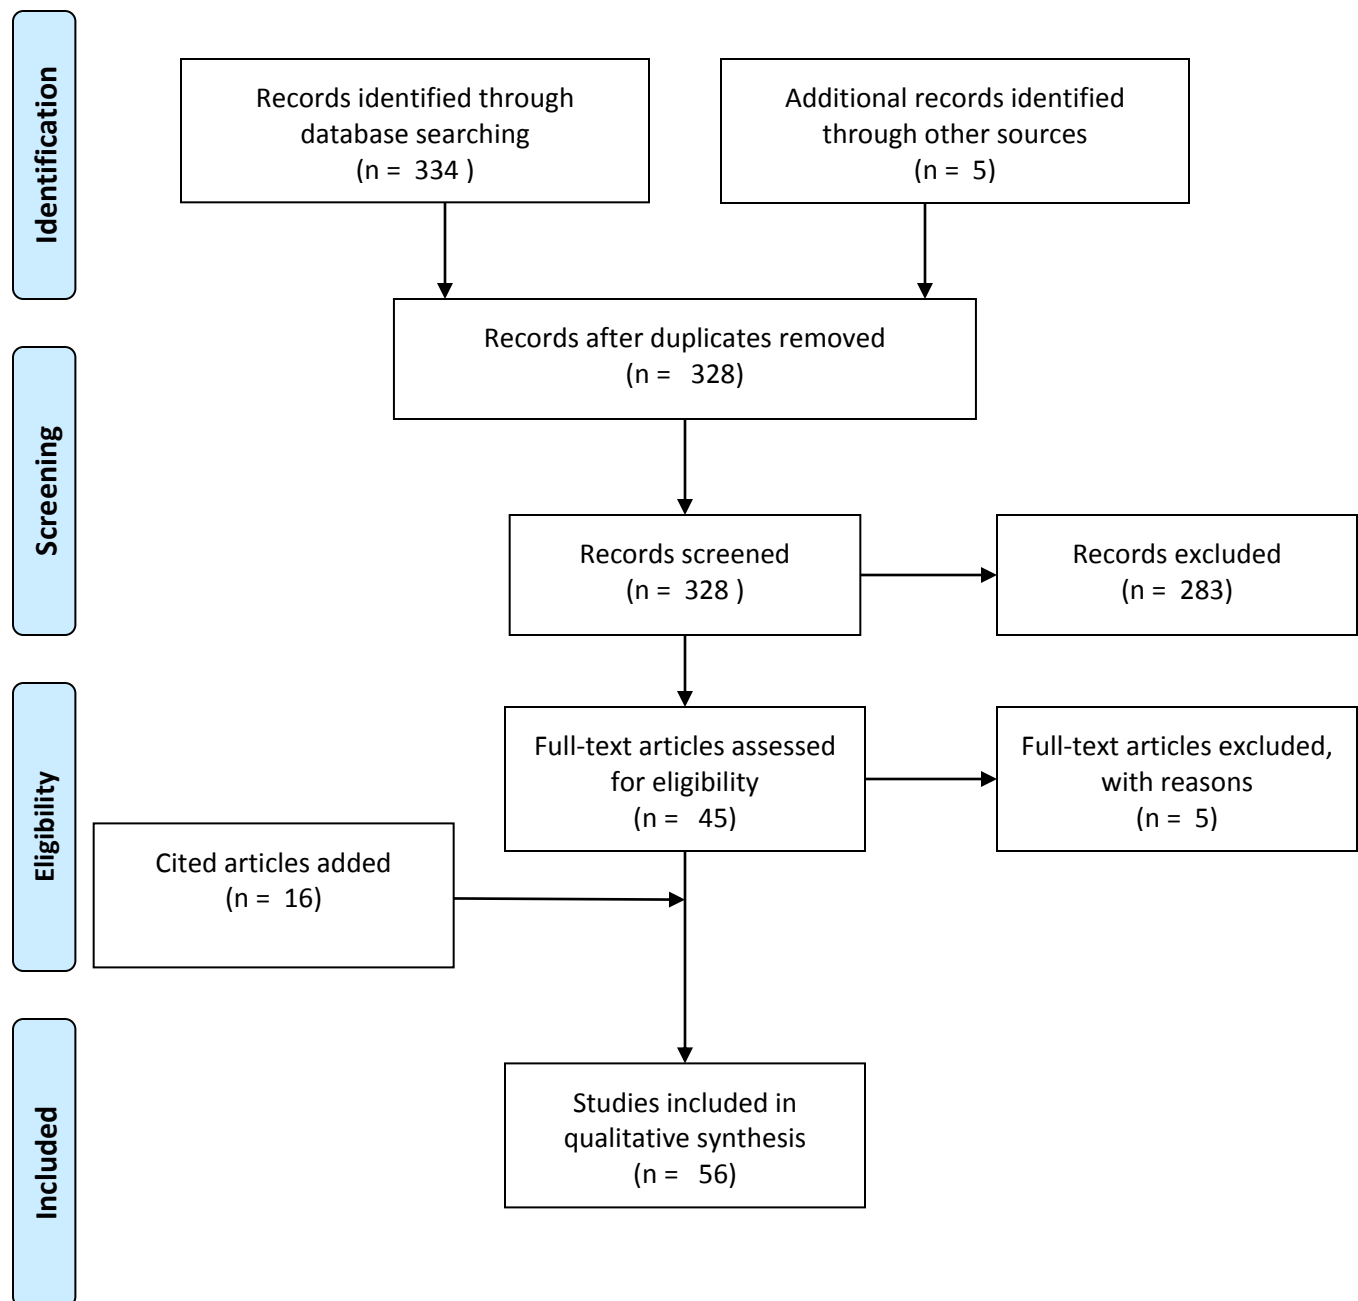 Identification
Records identified through
database searching
(n =  334 )
Additional records identified
through other sources
(n =  5)
Records after duplicates removed
(n =   328)
Screening
Records screened
(n =  328 )
Records excluded
(n =  283)
Eligibility
Full-text articles assessed
for eligibility
(n =   45)
Full-text articles excluded,
with reasons
(n =  5)
Cited articles added
(n =  16)
Included
Studies included in
qualitative synthesis
(n =   56)